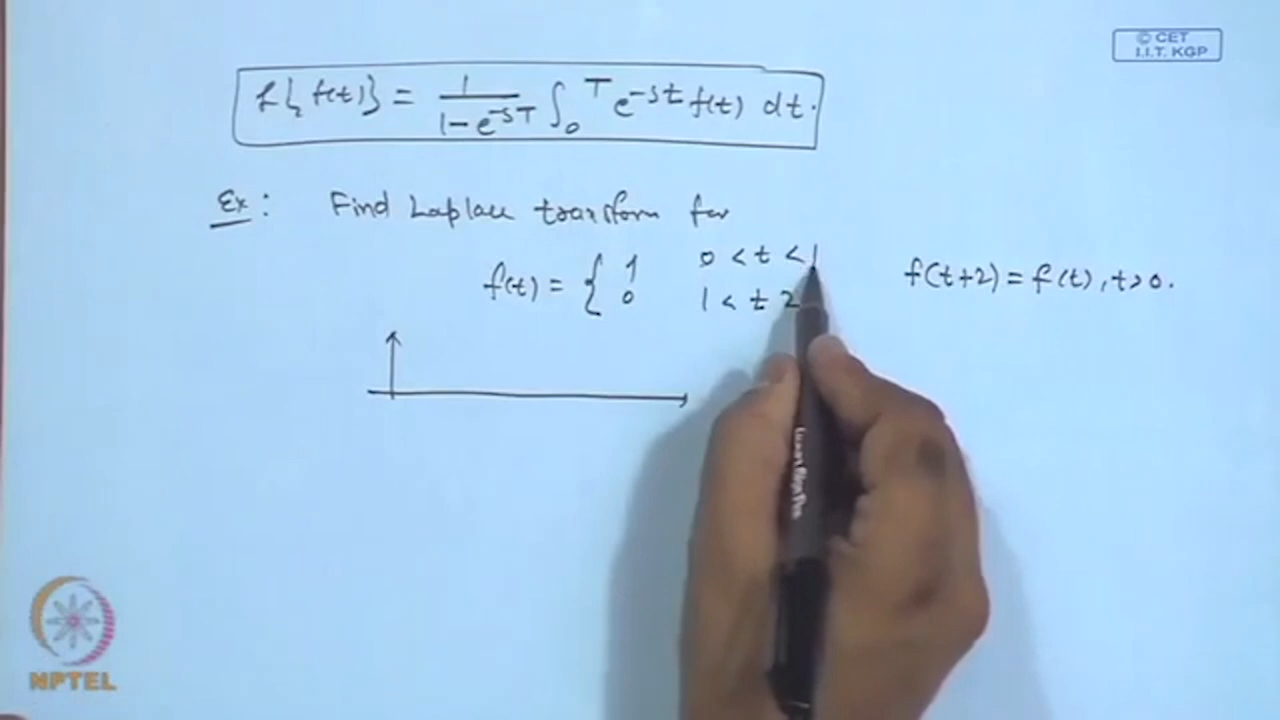 © CET
I.I.T. KGP
L{f(t)} = 1/(1-e^{-sT}) ∫_0^T e^{-st} f(t) dt.
Ex: Find Laplace transform for
f(t) = { 1 0 < t < 1 f(t+2) = f(t), t>0.
0 1 < t 2
NPTEL